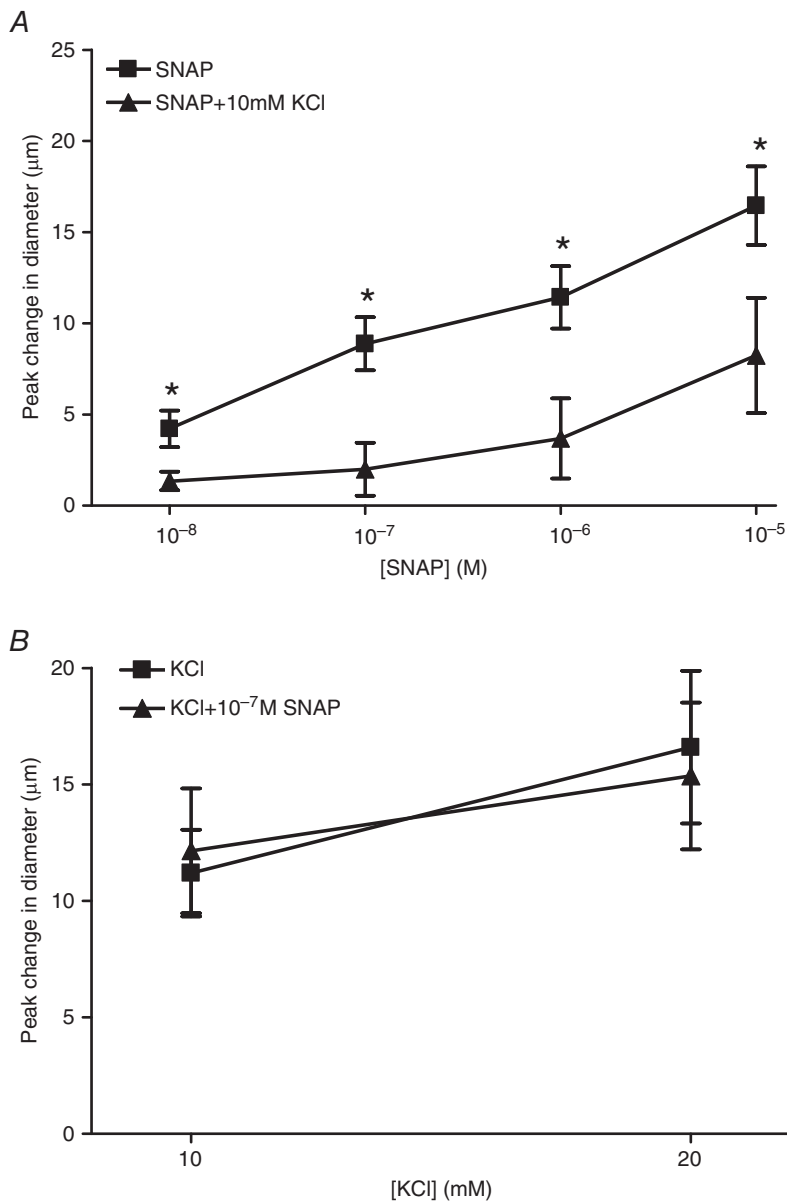 A
25
SNAP
SNAP+10mM KCl
20
*
15
*
*
10
*
5
0
Peak change in diameter (μm)
10⁻⁸
10⁻⁷
10⁻⁶
10⁻⁵
[SNAP] (M)
B
20
KCl
KCl+10⁻⁷M SNAP
15
10
5
0
Peak change in diameter (μm)
10
20
[KCl] (mM)